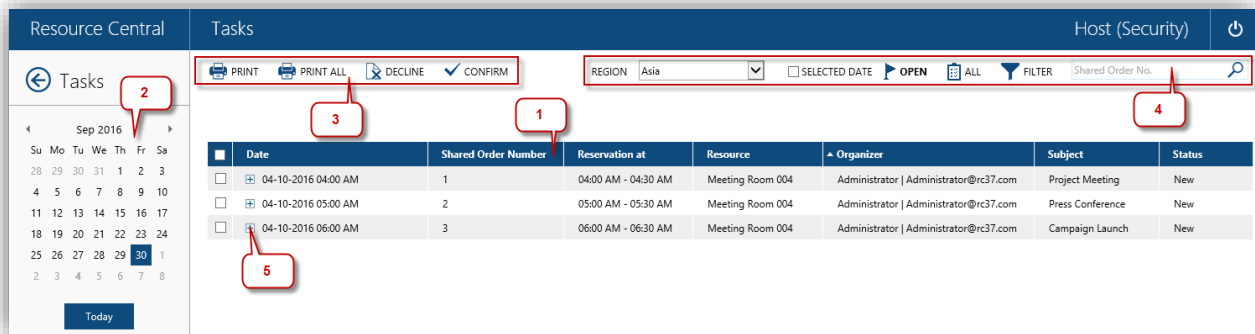 Resource Central Tasks Host (Security)
Tasks
PRINT PRINT ALL DECLINE CONFIRM REGION Asia SELECTED DATE OPEN ALL FILTER Shared Order No.
2
3
1
4
Sep 2016
Su Mo Tu We Th Fr Sa
28 29 30 31 1 2 3
4 5 6 7 8 9 10
11 12 13 14 15 16 17
18 19 20 21 22 23 24
25 26 27 28 29 30 1
2 3 4 5 6 7 8
Today
Date Shared Order Number Reservation at Resource Organizer Subject Status
04-10-2016 04:00 AM 1 04:00 AM - 04:30 AM Meeting Room 004 Administrator | Administrator@rc37.com Project Meeting New
04-10-2016 05:00 AM 2 05:00 AM - 05:30 AM Meeting Room 004 Administrator | Administrator@rc37.com Press Conference New
04-10-2016 06:00 AM 3 06:00 AM - 06:30 AM Meeting Room 004 Administrator | Administrator@rc37.com Campaign Launch New
5